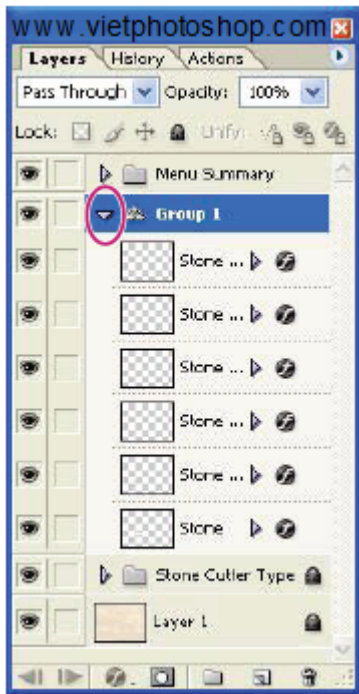 www.vietphotoshop.com
Layers History Actions
Pass Through Opacity: 100%
Lock: Unify:
Menu Summary
Group 1
Stone ...
Stone ...
Stone ...
Stone ...
Stone ...
Stone
Stone Cutter Type
Layer 1